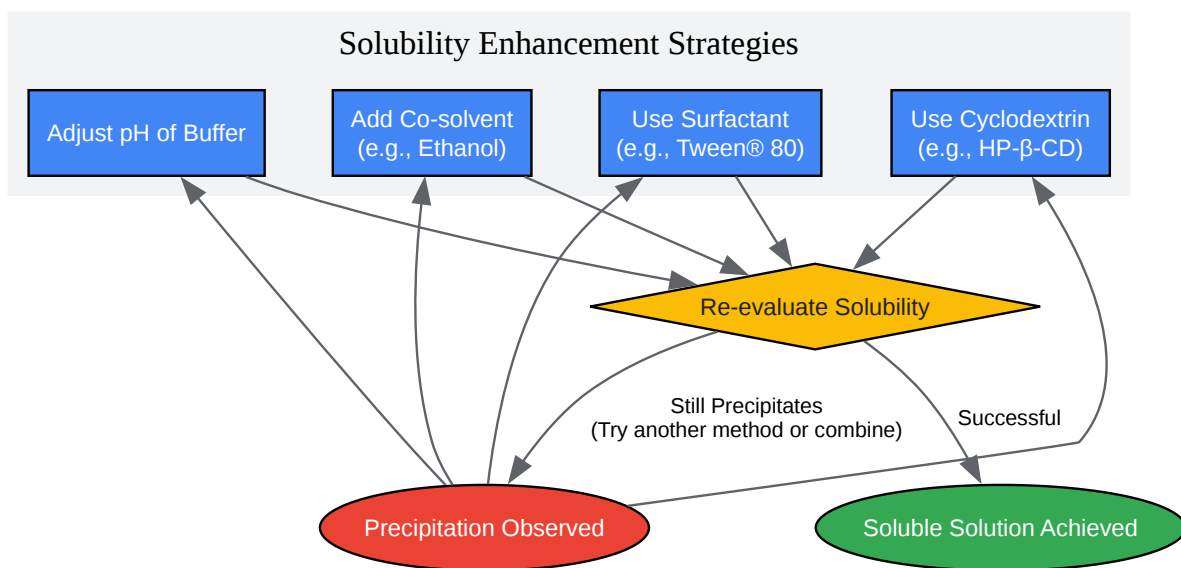 Solubility Enhancement Strategies
Adjust pH of Buffer
Add Co-solvent
(e.g., Ethanol)
Use Surfactant
(e.g., Tween® 80)
Use Cyclodextrin
(e.g., HP-β-CD)
Re-evaluate Solubility
Still Precipitates
(Try another method or combine)
Successful
Precipitation Observed
Soluble Solution Achieved